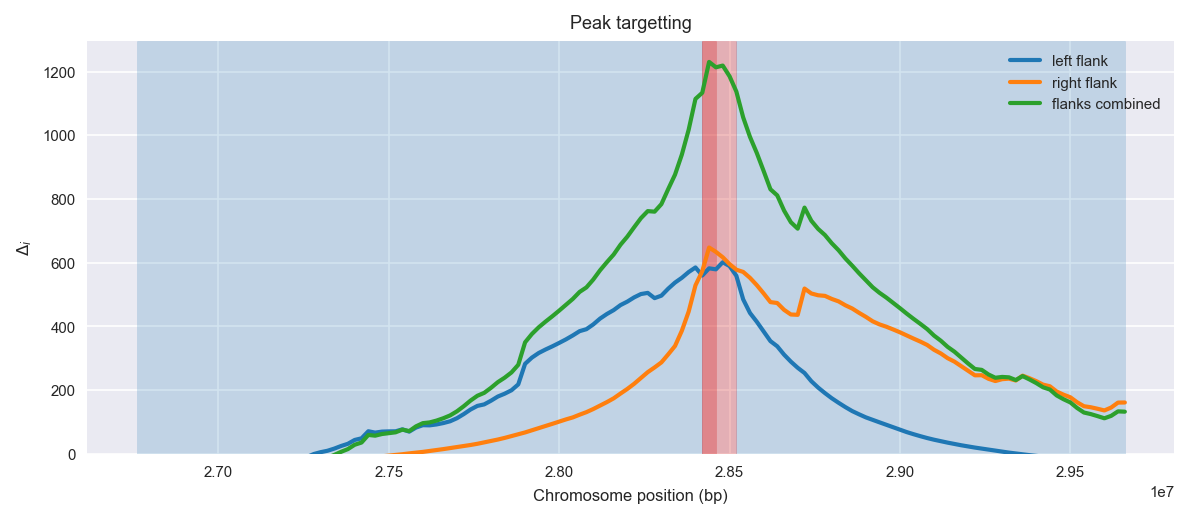 Peak targetting
left flank
right flank
flanks combined
Δi
1200
1000
800
600
400
200
0
2.70 2.75 2.80 2.85 2.90 2.95
1e7
Chromosome position (bp)